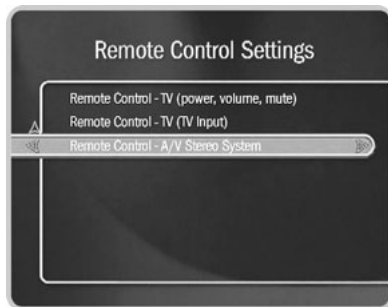 Remote Control Settings
Remote Control - TV (power, volume, mute)
Remote Control - TV (TV Input)
Remote Control - A/V Stereo System